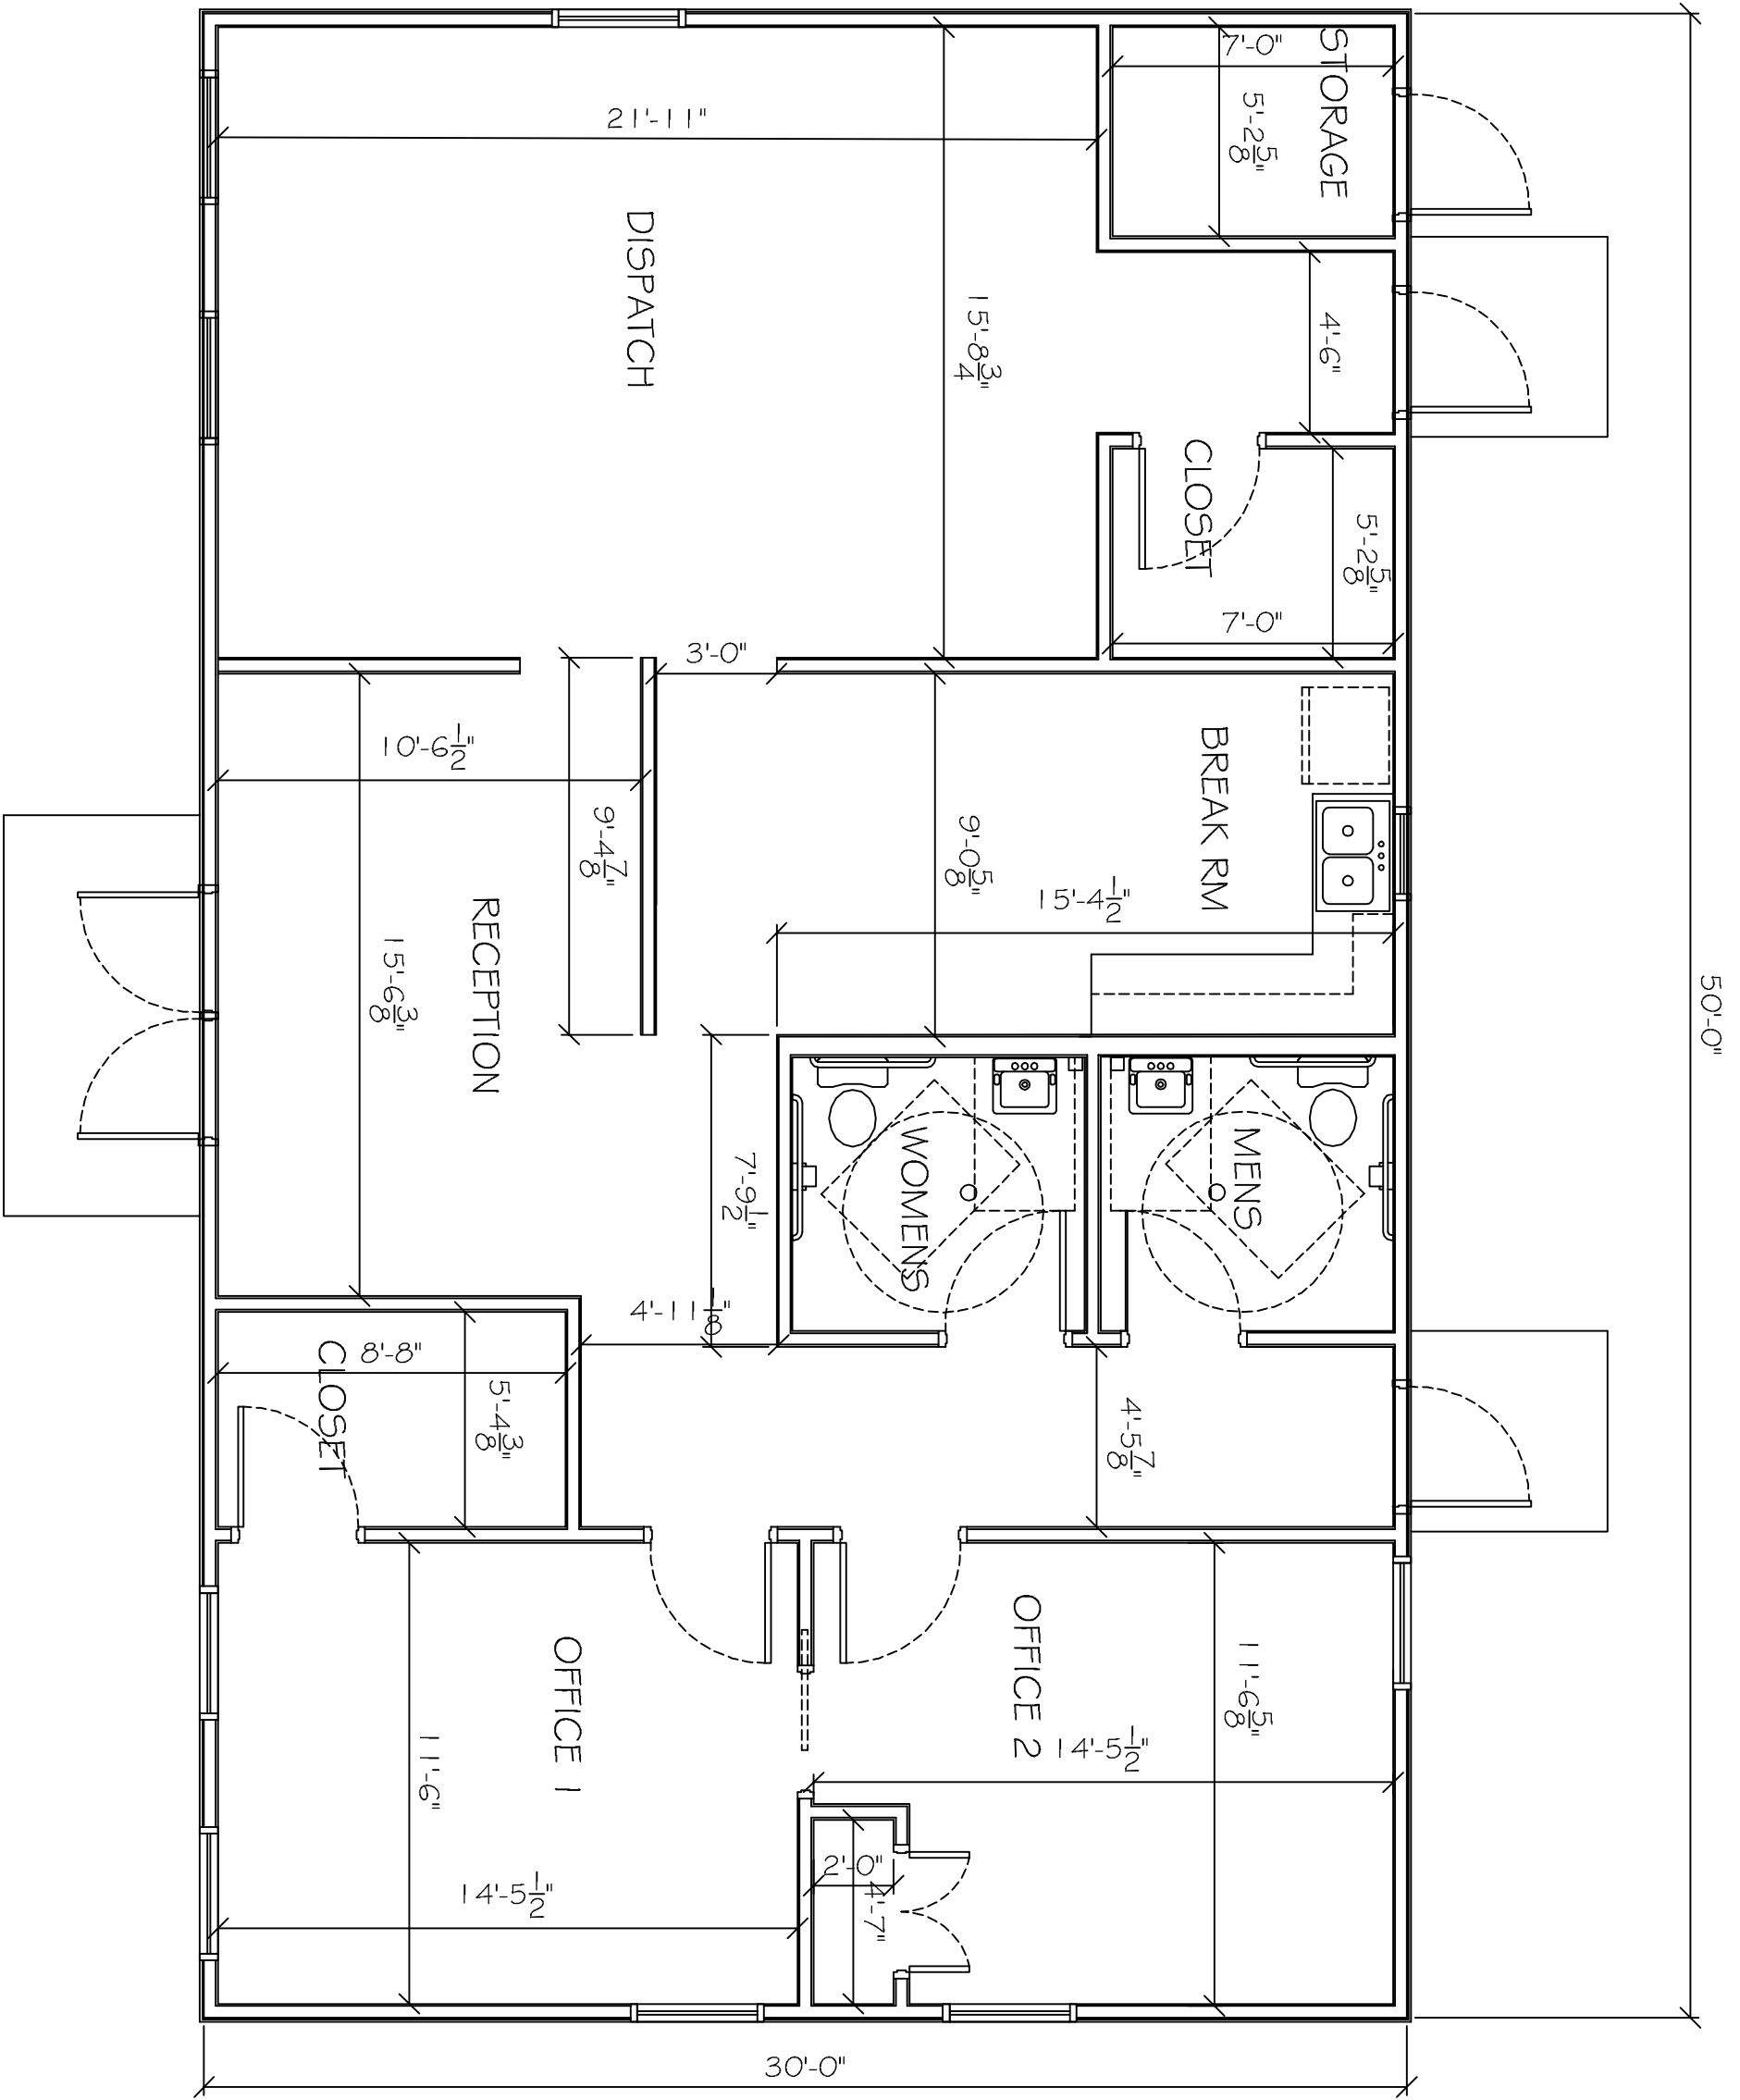 STORAGE
7'-0"
5'-2 5/8"
21'-11"
DISPATCH
15'-8 3/4"
4'-6"
CLOSET
5'-2 5/8"
7'-0"
3'-0"
10'-6 1/2"
9'-4 7/8"
BREAK RM
9'-0 5/8"
15'-4 1/2"
RECEPTION
15'-6 3/8"
50'-0"
WOMENS
MENS
7'-9 1/2"
4'-11 1/8"
CLOSET
8'-8"
5'-4 3/8"
4'-5 7/8"
OFFICE 1
OFFICE 2
11'-6 5/8"
14'-5 1/2"
11'-6"
2'-0"
4'-7"
14'-5 1/2"
30'-0"